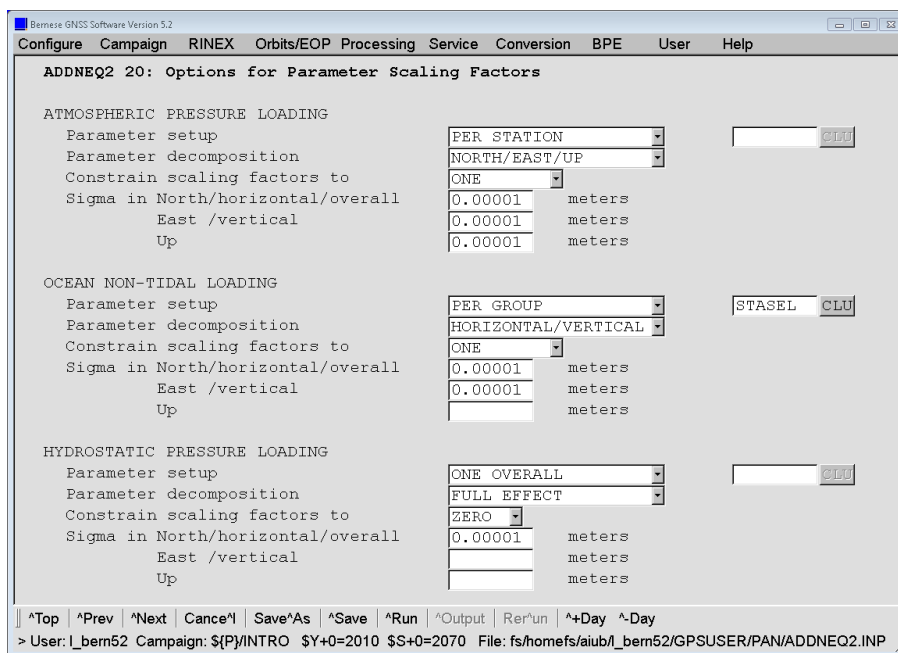 Bernese GNSS Software Version 5.2
Configure Campaign RINEX Orbits/EOP Processing Service Conversion BPE User Help
ADDNEQ2 20: Options for Parameter Scaling Factors
ATMOSPHERIC PRESSURE LOADING
Parameter setup PER STATION CLU
Parameter decomposition NORTH/EAST/UP
Constrain scaling factors to ONE
Sigma in North/horizontal/overall 0.00001 meters
East /vertical 0.00001 meters
Up 0.00001 meters
OCEAN NON-TIDAL LOADING
Parameter setup PER GROUP STASEL CLU
Parameter decomposition HORIZONTAL/VERTICAL
Constrain scaling factors to ONE
Sigma in North/horizontal/overall 0.00001 meters
East /vertical 0.00001 meters
Up meters
HYDROSTATIC PRESSURE LOADING
Parameter setup ONE OVERALL CLU
Parameter decomposition FULL EFFECT
Constrain scaling factors to ZERO
Sigma in North/horizontal/overall 0.00001 meters
East /vertical meters
Up meters
^Top ^Prev ^Next Cance^l Save^As ^Save ^Run ^Output Rer^un ^+Day ^-Day
> User: l_bern52 Campaign: ${P}/INTRO $Y+0=2010 $S+0=2070 File: fs/homefs/aiub/l_bern52/GPSUSER/PAN/ADDNEQ2.INP